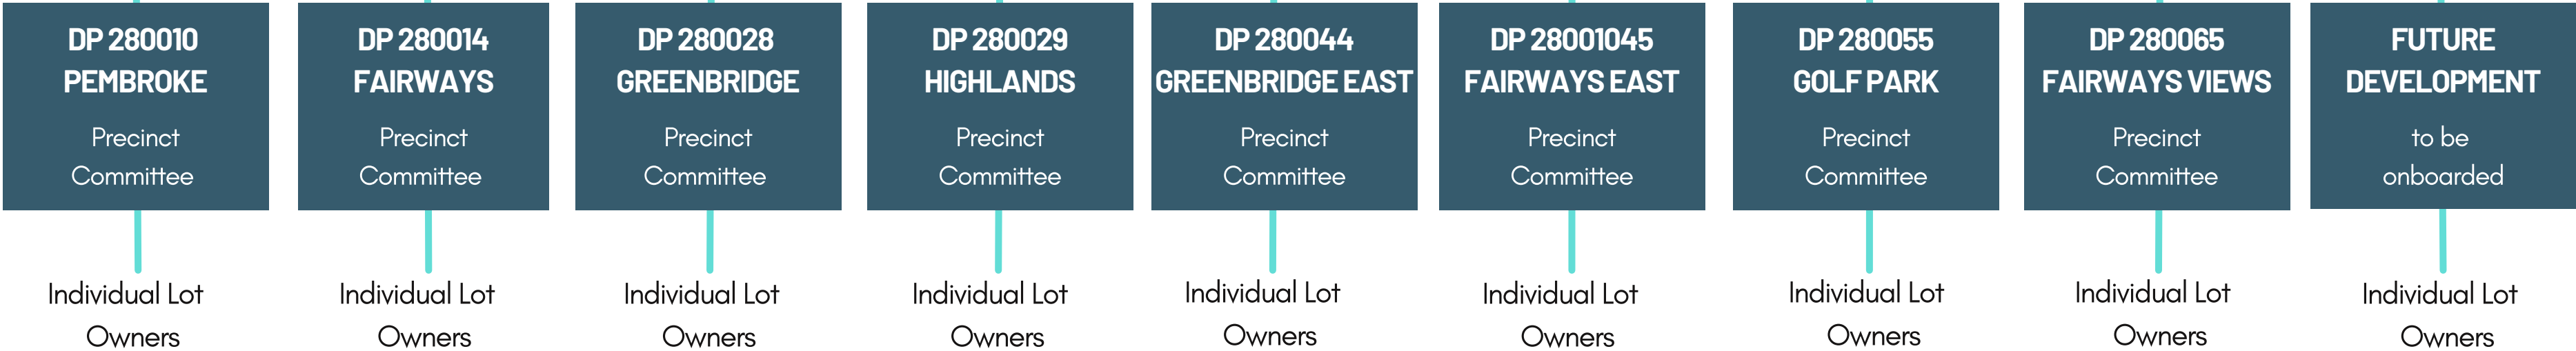 DP 280010
PEMBROKE
Precinct
Committee
Individual Lot
Owners
DP 280014
FAIRWAYS
Precinct
Committee
Individual Lot
Owners
DP 280028
GREENBRIDGE
Precinct
Committee
Individual Lot
Owners
DP 280029
HIGHLANDS
Precinct
Committee
Individual Lot
Owners
DP 280044
GREENBRIDGE EAST
Precinct
Committee
Individual Lot
Owners
DP 28001045
FAIRWAYS EAST
Precinct
Committee
Individual Lot
Owners
DP 280055
GOLF PARK
Precinct
Committee
Individual Lot
Owners
DP 280065
FAIRWAYS VIEWS
Precinct
Committee
Individual Lot
Owners
FUTURE
DEVELOPMENT
to be
onboarded
Individual Lot
Owners